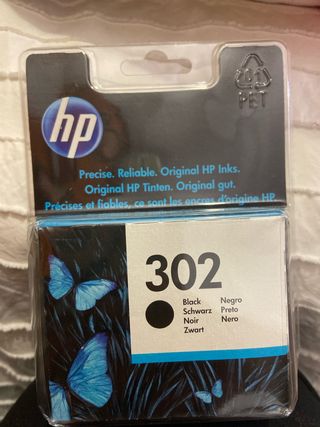 hp
01
PET
Precise. Reliable. Original HP Inks.
Original HP Tinten. Original gut.
Précises et fiables, ce sont les encres d'origine HP.
302
Black Negro
Schwarz Preto
Noir Nero
Zwart